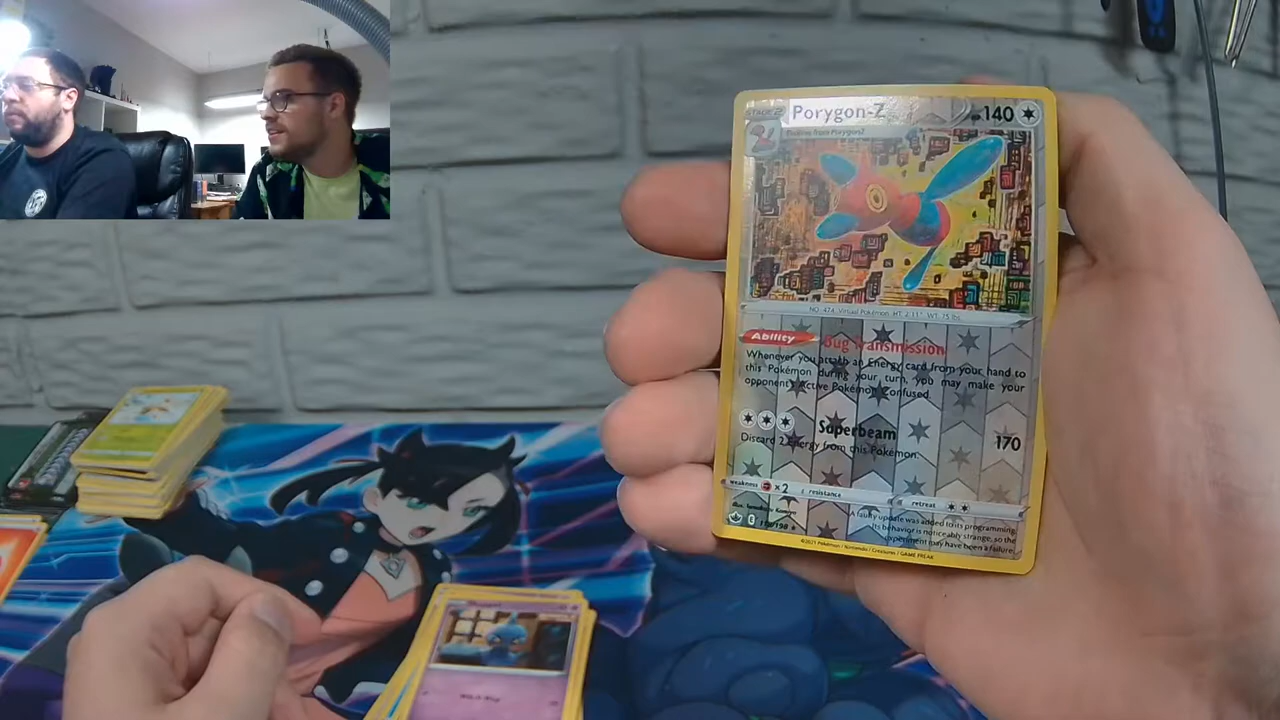 STAGE 2 Porygon-Z HP 140
Evolves from Porygon2
NO. 474 Virtual Pokémon HT: 2'11" WT: 75 lbs.
Ability Bug Transmission
Whenever you attach an Energy card from your hand to
this Pokémon during your turn, you may make your
opponent's Active Pokémon Confused.
Superbeam 170
Discard 2 Energy from this Pokémon.
weakness x2 resistance retreat
A faulty update was added to its programming.
Its behavior is noticeably strange, so the
experiment may have been a failure.
©2021 Pokémon / Nintendo / Creatures / GAME FREAK